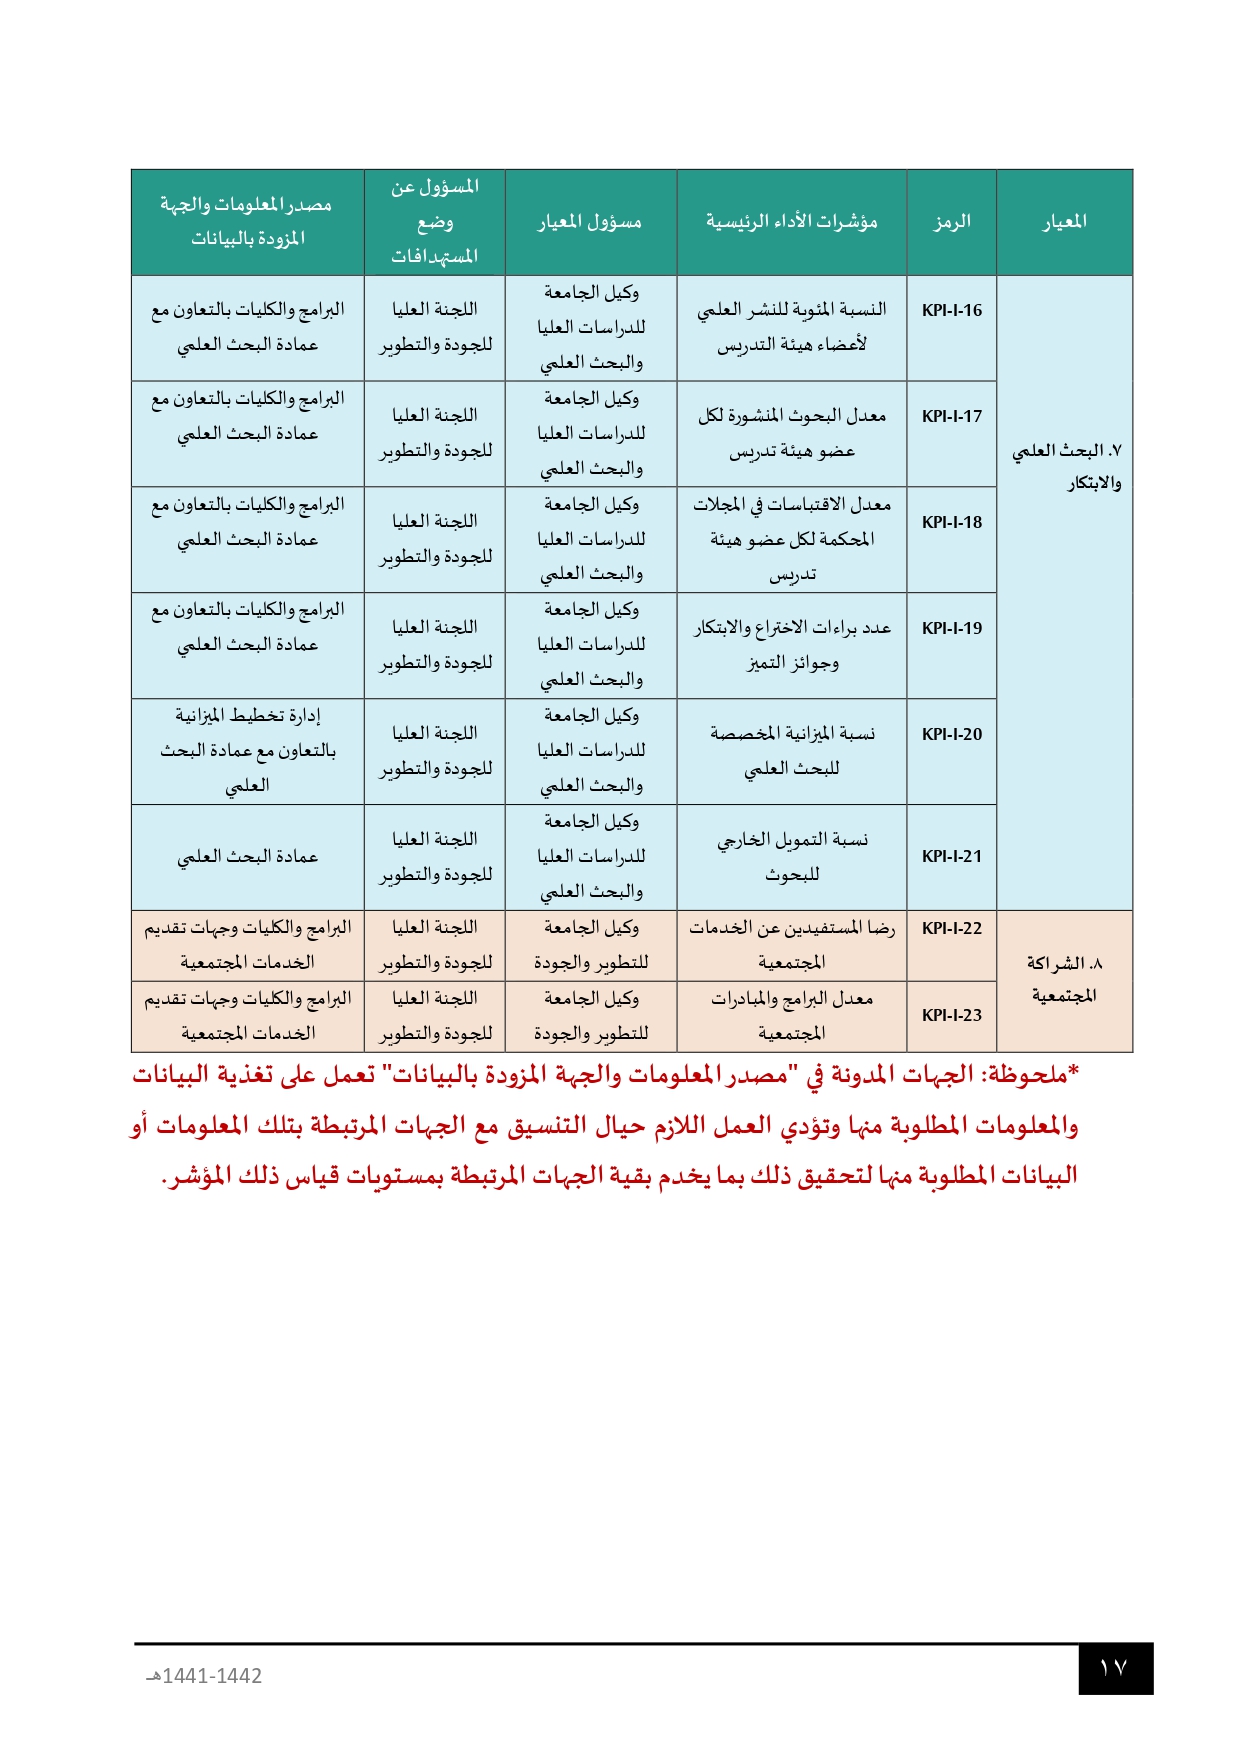 المعيار
الرمز
مؤشرات الأداء الرئيسية
مسؤول المعيار
المسؤول عن
وضع
المستهدافات
مصدر المعلومات والجهة
المزودة بالبيانات
٧. البحث العلمي
والابتكار
KPI-I-16
النسبة المئوية للنشر العلمي
لأعضاء هيئة التدريس
وكيل الجامعة
للدراسات العليا
والبحث العلمي
اللجنة العليا
للجودة والتطوير
البرامج والكليات بالتعاون مع
عمادة البحث العلمي
KPI-I-17
معدل البحوث المنشورة لكل
عضو هيئة تدريس
وكيل الجامعة
للدراسات العليا
والبحث العلمي
اللجنة العليا
للجودة والتطوير
البرامج والكليات بالتعاون مع
عمادة البحث العلمي
KPI-I-18
معدل الاقتباسات في المجلات
المحكمة لكل عضو هيئة
تدريس
وكيل الجامعة
للدراسات العليا
والبحث العلمي
اللجنة العليا
للجودة والتطوير
البرامج والكليات بالتعاون مع
عمادة البحث العلمي
KPI-I-19
عدد براءات الاختراع والابتكار
وجوائز التميز
وكيل الجامعة
للدراسات العليا
والبحث العلمي
اللجنة العليا
للجودة والتطوير
البرامج والكليات بالتعاون مع
عمادة البحث العلمي
KPI-I-20
نسبة الميزانية المخصصة
للبحث العلمي
وكيل الجامعة
للدراسات العليا
والبحث العلمي
اللجنة العليا
للجودة والتطوير
إدارة تخطيط الميزانية
بالتعاون مع عمادة البحث
العلمي
KPI-I-21
نسبة التمويل الخارجي
للبحوث
وكيل الجامعة
للدراسات العليا
والبحث العلمي
اللجنة العليا
للجودة والتطوير
عمادة البحث العلمي
٨. الشراكة
المجتمعية
KPI-I-22
رضا المستفيدين عن الخدمات
المجتمعية
وكيل الجامعة
للتطوير والجودة
اللجنة العليا
للجودة والتطوير
البرامج والكليات وجهات تقديم
الخدمات المجتمعية
KPI-I-23
معدل البرامج والمبادرات
المجتمعية
وكيل الجامعة
للتطوير والجودة
اللجنة العليا
للجودة والتطوير
البرامج والكليات وجهات تقديم
الخدمات المجتمعية
*ملحوظة: الجهات المدونة في "مصدر المعلومات والجهة المزودة بالبيانات" تعمل على تغذية البيانات
والمعلومات المطلوبة منها وتؤدي العمل اللازم حيال التنسيق مع الجهات المرتبطة بتلك المعلومات أو
البيانات المطلوبة منها لتحقيق ذلك بما يخدم بقية الجهات المرتبطة بمستويات قياس ذلك المؤشر.
١٧
1441-1442هـ